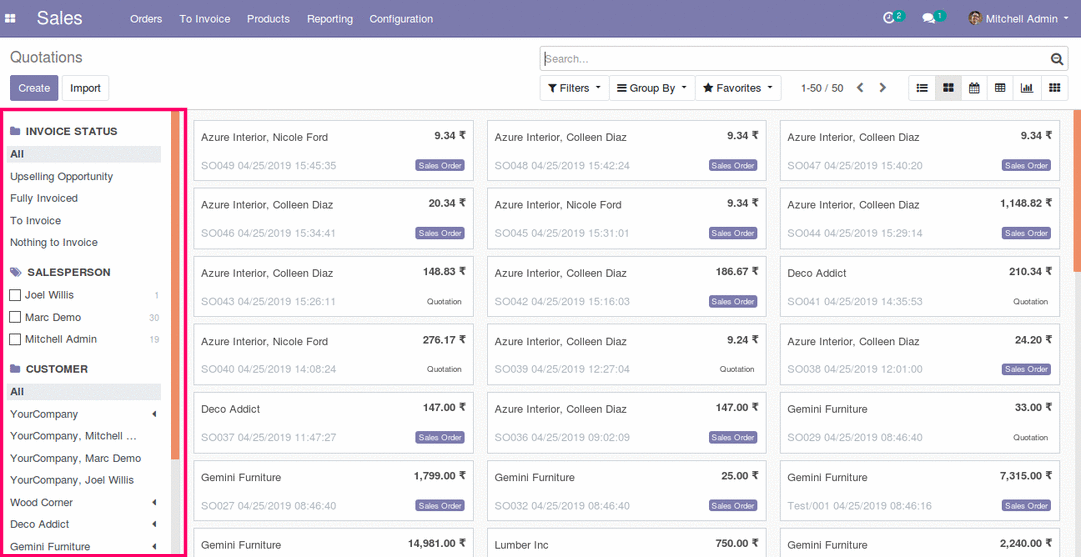 Sales
Orders To Invoice Products Reporting Configuration
2 1 Mitchell Admin
Quotations
Search...
Create Import
Filters Group By Favorites 1-50 / 50
INVOICE STATUS
All
Upselling Opportunity
Fully Invoiced
To Invoice
Nothing to Invoice
SALESPERSON
Joel Willis 1
Marc Demo 30
Mitchell Admin 19
CUSTOMER
All
YourCompany
YourCompany, Mitchell ...
YourCompany, Marc Demo
YourCompany, Joel Willis
Wood Corner
Deco Addict
Gemini Furniture
Azure Interior, Nicole Ford 9.34 ₹
SO049 04/25/2019 15:45:35 Sales Order
Azure Interior, Colleen Diaz 9.34 ₹
SO048 04/25/2019 15:42:24 Sales Order
Azure Interior, Colleen Diaz 9.34 ₹
SO047 04/25/2019 15:40:20 Sales Order
Azure Interior, Colleen Diaz 20.34 ₹
SO046 04/25/2019 15:34:41 Sales Order
Azure Interior, Nicole Ford 9.34 ₹
SO045 04/25/2019 15:31:01 Sales Order
Azure Interior, Colleen Diaz 1,148.82 ₹
SO044 04/25/2019 15:29:14 Sales Order
Azure Interior, Colleen Diaz 148.83 ₹
SO043 04/25/2019 15:26:11 Quotation
Azure Interior, Colleen Diaz 186.67 ₹
SO042 04/25/2019 15:16:03 Sales Order
Deco Addict 210.34 ₹
SO041 04/25/2019 14:35:53 Quotation
Azure Interior, Nicole Ford 276.17 ₹
SO040 04/25/2019 14:08:24 Quotation
Azure Interior, Colleen Diaz 9.24 ₹
SO039 04/25/2019 12:27:04 Quotation
Azure Interior, Colleen Diaz 24.20 ₹
SO038 04/25/2019 12:01:00 Sales Order
Deco Addict 147.00 ₹
SO037 04/25/2019 11:47:27 Sales Order
Azure Interior, Colleen Diaz 147.00 ₹
SO036 04/25/2019 09:02:09 Sales Order
Gemini Furniture 33.00 ₹
SO029 04/25/2019 08:46:40 Quotation
Gemini Furniture 1,799.00 ₹
SO027 04/25/2019 08:46:40 Sales Order
Gemini Furniture 25.00 ₹
SO032 04/25/2019 08:46:40 Sales Order
Gemini Furniture 7,315.00 ₹
Test/001 04/25/2019 08:46:16 Sales Order
Gemini Furniture 14,981.00 ₹
Lumber Inc 750.00 ₹
Gemini Furniture 2,240.00 ₹